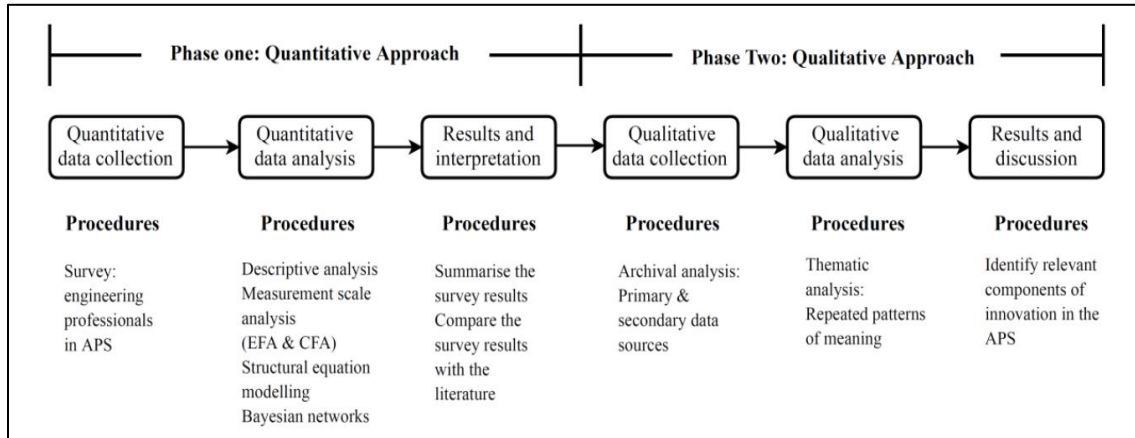 Phase one: Quantitative Approach
Phase Two: Qualitative Approach
Quantitative
data collection
Quantitative
data analysis
Results and
interpretation
Qualitative
data collection
Qualitative
data analysis
Results and
discussion
Procedures
Survey:
engineering
professionals
in APS
Procedures
Descriptive analysis
Measurement scale
analysis
(EFA & CFA)
Structural equation
modelling
Bayesian networks
Procedures
Summarise the
survey results
Compare the
survey results
with the
literature
Procedures
Archival analysis:
Primary &
secondary data
sources
Procedures
Thematic
analysis:
Repeated patterns
of meaning
Procedures
Identify relevant
components of
innovation in the
APS